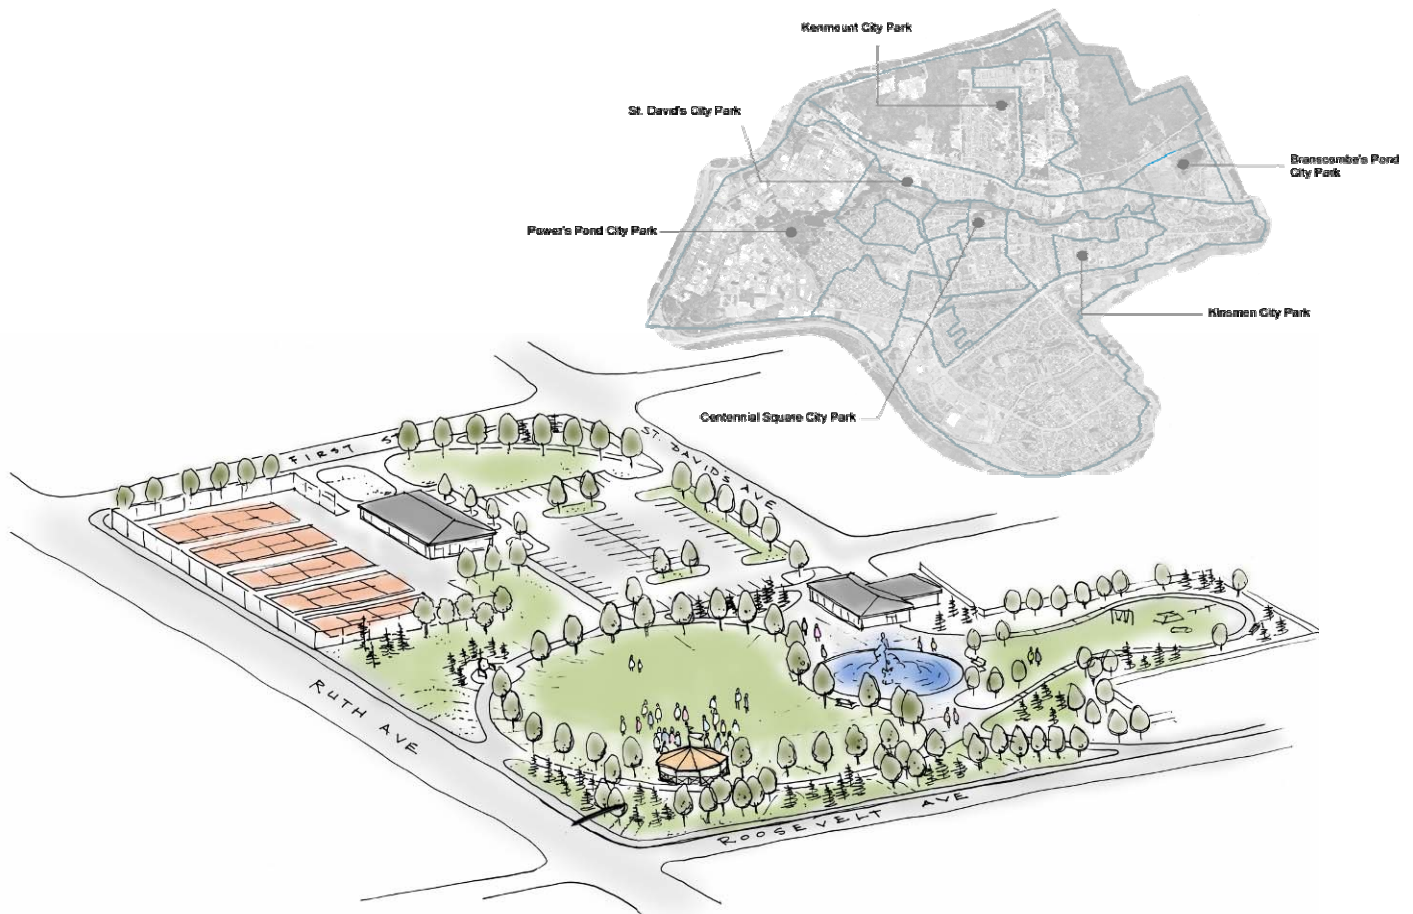 Kenmount City Park
St. David's City Park
Branscombe's Pond
City Park
Power's Pond City Park
Kinsmen City Park
Centennial Square City Park
FIRST ST
ST. DAVIDS AVE
RUTH AVE
ROOSEVELT AVE